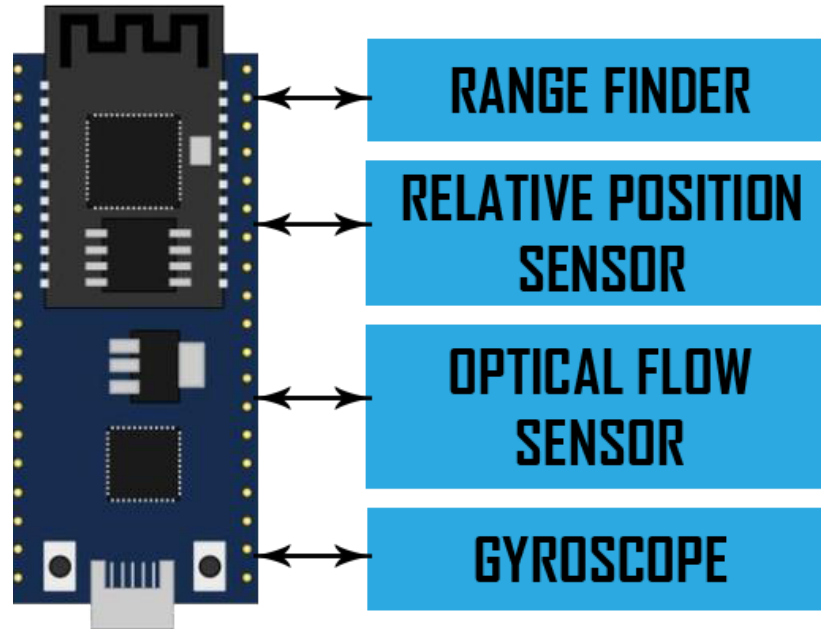 RANGE FINDER
RELATIVE POSITION
SENSOR
OPTICAL FLOW
SENSOR
GYROSCOPE